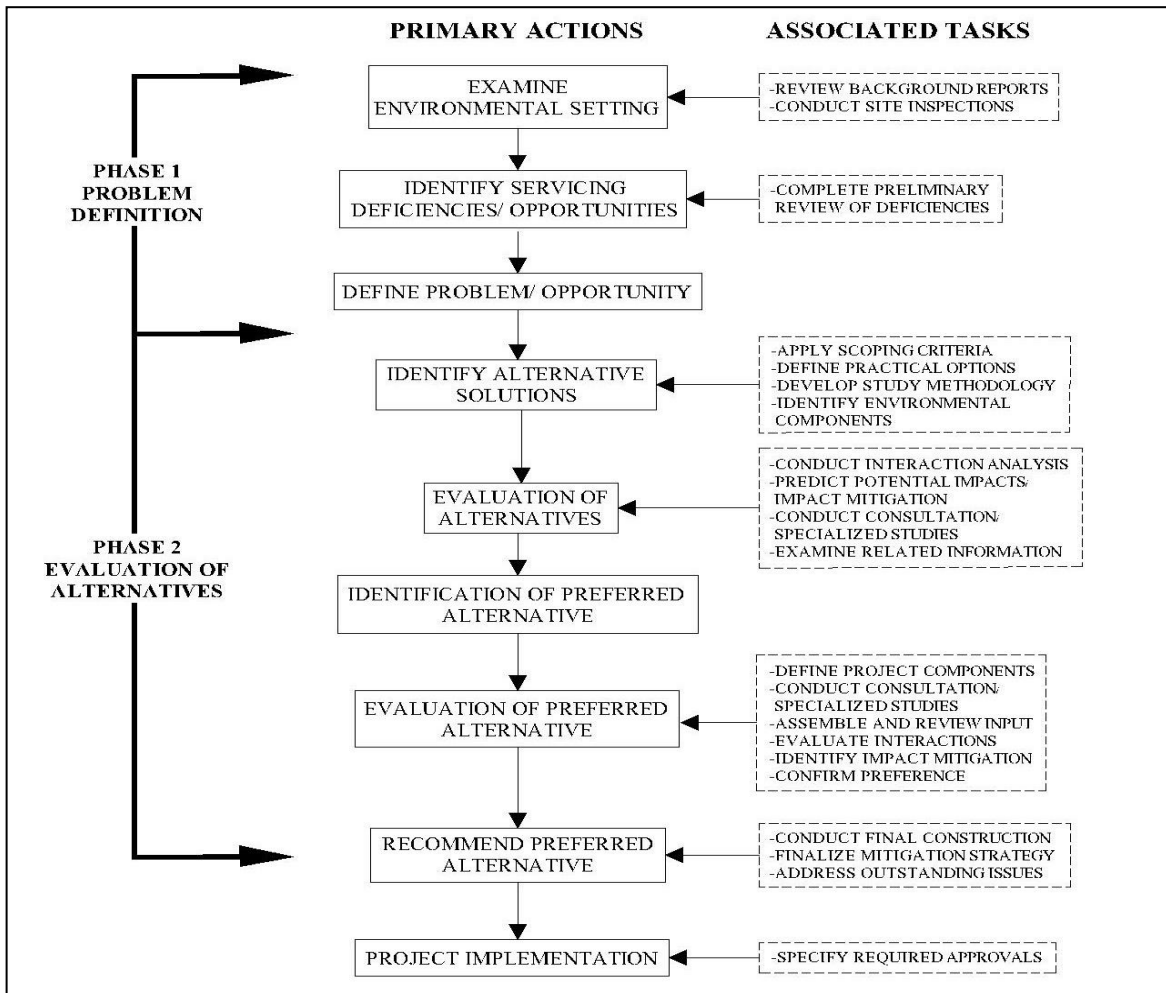 PRIMARY ACTIONS
ASSOCIATED TASKS
EXAMINE
ENVIRONMENTAL SETTING
-REVIEW BACKGROUND REPORTS
-CONDUCT SITE INSPECTIONS
PHASE 1
PROBLEM
DEFINITION
IDENTIFY SERVICING
DEFICIENCIES/ OPPORTUNITIES
-COMPLETE PRELIMINARY
REVIEW OF DEFICIENCIES
DEFINE PROBLEM/ OPPORTUNITY
IDENTIFY ALTERNATIVE
SOLUTIONS
-APPLY SCOPING CRITERIA
-DEFINE PRACTICAL OPTIONS
-DEVELOP STUDY METHODOLOGY
-IDENTIFY ENVIRONMENTAL
COMPONENTS
PHASE 2
EVALUATION OF
ALTERNATIVES
EVALUATION OF
ALTERNATIVES
-CONDUCT INTERACTION ANALYSIS
-PREDICT POTENTIAL IMPACTS/
IMPACT MITIGATION
-CONDUCT CONSULTATION/
SPECIALIZED STUDIES
-EXAMINE RELATED INFORMATION
IDENTIFICATION OF PREFERRED
ALTERNATIVE
EVALUATION OF PREFERRED
ALTERNATIVE
-DEFINE PROJECT COMPONENTS
-CONDUCT CONSULTATION/
SPECIALIZED STUDIES
-ASSEMBLE AND REVIEW INPUT
-EVALUATE INTERACTIONS
-IDENTIFY IMPACT MITIGATION
-CONFIRM PREFERENCE
RECOMMEND PREFERRED
ALTERNATIVE
-CONDUCT FINAL CONSTRUCTION
-FINALIZE MITIGATION STRATEGY
-ADDRESS OUTSTANDING ISSUES
PROJECT IMPLEMENTATION
-SPECIFY REQUIRED APPROVALS